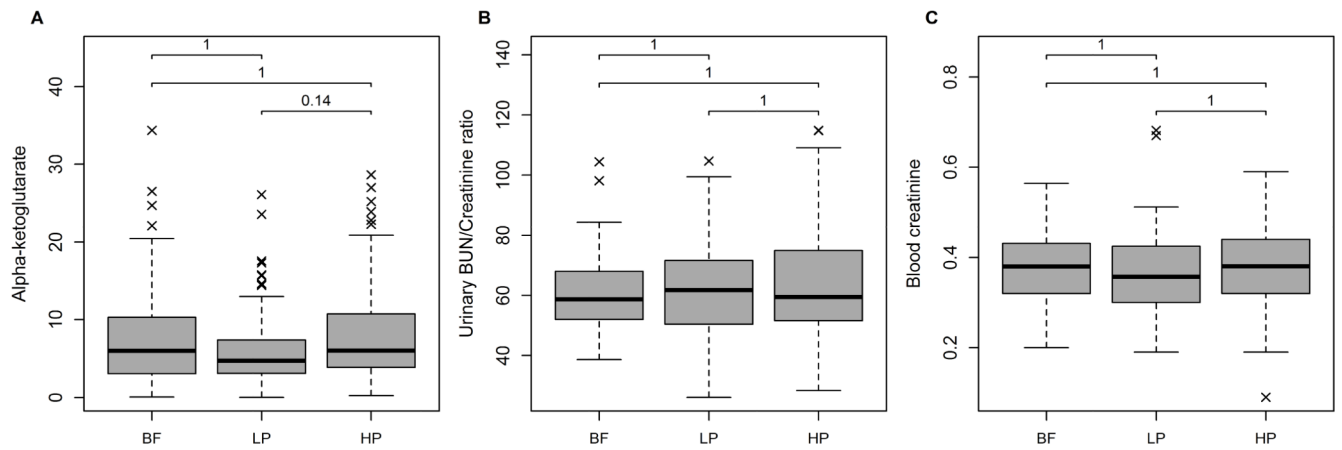 A
Alpha-ketoglutarate
40
30
20
10
0
1
1
0.14
BF LP HP
B
Urinary BUN/Creatinine ratio
140
120
100
80
60
40
1
1
1
BF LP HP
C
Blood creatinine
0.8
0.6
0.4
0.2
1
1
1
BF LP HP